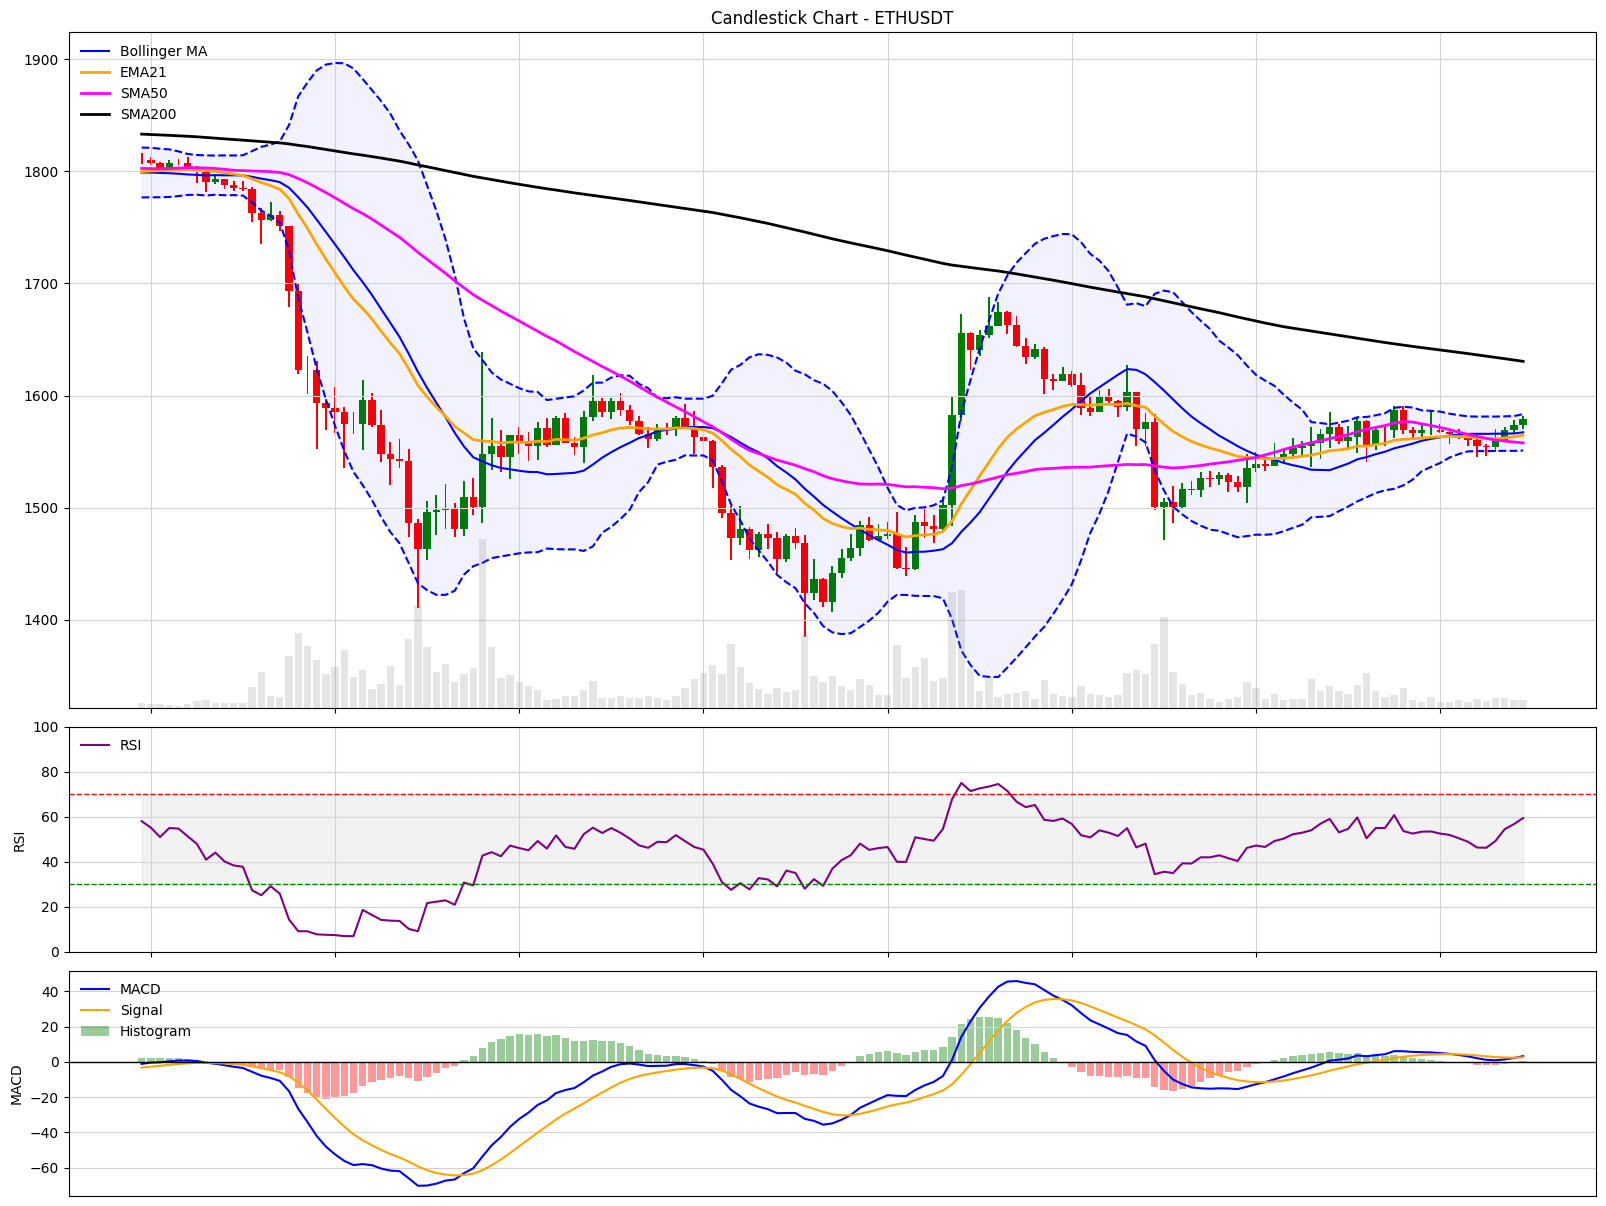 Candlestick Chart - ETHUSDT
Bollinger MA
EMA21
SMA50
SMA200
1900
1800
1700
1600
1500
1400
RSI
100
80
60
40
20
0
RSI
MACD
Signal
Histogram
40
20
0
−20
−40
−60
MACD